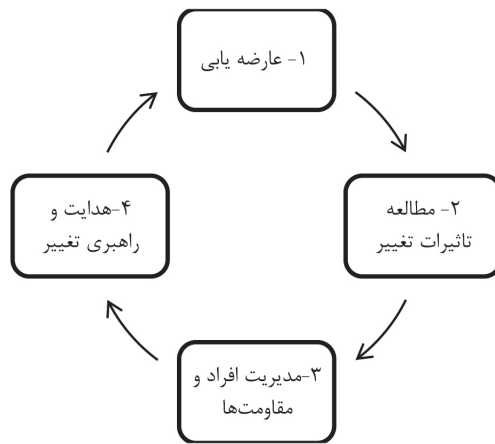 ۱- عارضه یابی
۲- مطالعه
تاثیرات تغییر
۳-مدیریت افراد و
مقاومت‌ها
۴-هدایت و
راهبری تغییر